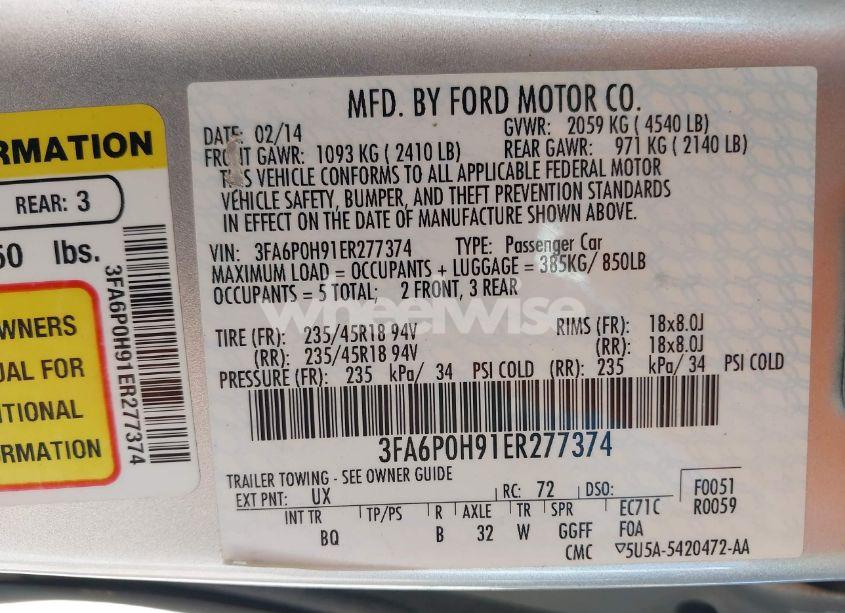 MFD. BY FORD MOTOR CO.
DATE: 02/14 GVWR: 2059 KG (4540 LB)
FRONT GAWR: 1093 KG (2410 LB) REAR GAWR: 971 KG (2140 LB)
THIS VEHICLE CONFORMS TO ALL APPLICABLE FEDERAL MOTOR
VEHICLE SAFETY, BUMPER, AND THEFT PREVENTION STANDARDS
IN EFFECT ON THE DATE OF MANUFACTURE SHOWN ABOVE.
VIN: 3FA6P0H91ER277374 TYPE: Passenger Car
MAXIMUM LOAD = OCCUPANTS + LUGGAGE = 385KG/ 850LB
OCCUPANTS = 5 TOTAL; 2 FRONT, 3 REAR
TIRE (FR): 235/45R18 94V RIMS (FR): 18x8.0J
(RR): 235/45R18 94V (RR): 18x8.0J
PRESSURE (FR): 235 kPa/ 34 PSI COLD (RR): 235 kPa/ 34 PSI COLD
3FA6P0H91ER277374
TRAILER TOWING - SEE OWNER GUIDE
EXT PNT: UX RC: 72 DSO: F0051
R0059
INT TR TP/PS R AXLE TR SPR EC71C
BQ B 32 W GGFF F0A
CMC ▽5U5A-5420472-AA
RMATION
REAR: 3
50 lbs.
WNERS
UAL FOR
ITIONAL
ORMATION
3FA6P0H91ER277374
wheelwise